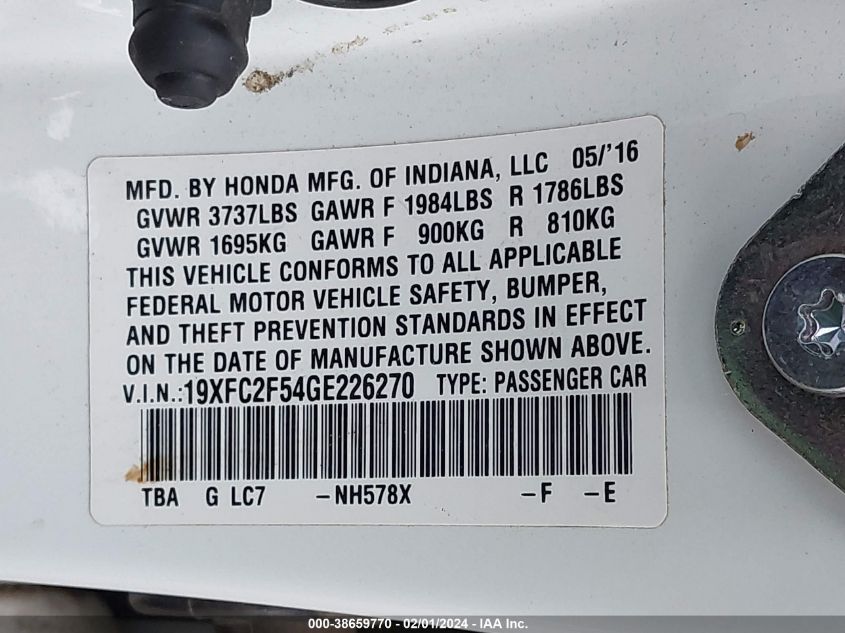 MFD. BY HONDA MFG. OF INDIANA, LLC 05/'16
GVWR 3737LBS GAWR F 1984LBS R 1786LBS
GVWR 1695KG GAWR F 900KG R 810KG
THIS VEHICLE CONFORMS TO ALL APPLICABLE
FEDERAL MOTOR VEHICLE SAFETY, BUMPER,
AND THEFT PREVENTION STANDARDS IN EFFECT
ON THE DATE OF MANUFACTURE SHOWN ABOVE.
V.I.N.:19XFC2F54GE226270 TYPE: PASSENGER CAR
TBA G LC7 -NH578X -F -E
000-38659770 - 02/01/2024 - IAA Inc.